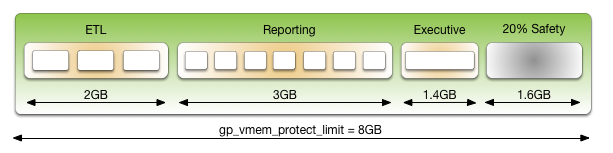 ETL Reporting Executive 20% Safety
2GB 3GB 1.4GB 1.6GB
gp_vmem_protect_limit = 8GB